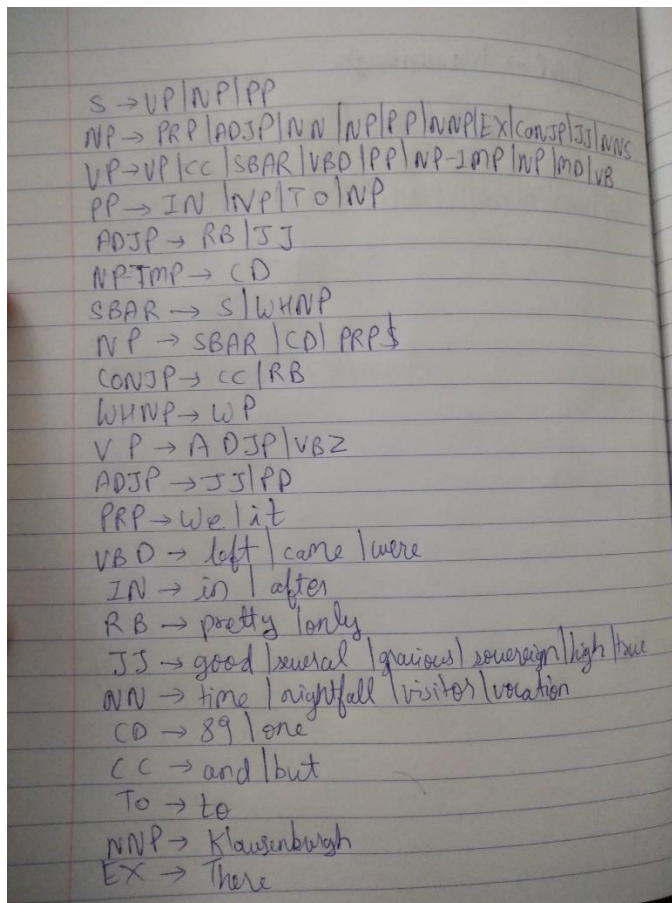 S → VP|NP|PP
NP → PRP|ADJP|NN|NP|PP|NNP|EX|CONJP|JJ|NNS
VP → VP|CC|SBAR|VBD|PP|NP-IMP|NP|MD|VB
PP → IN|NP|TO|NP
ADJP → RB|JJ
NP-IMP → CD
SBAR → S|WHNP
NP → SBAR|CD|PRP$
CONJP → CC|RB
WHNP → WP
VP → ADJP|VBZ
ADJP → JJ|PP
PRP → We|it
VBD → left|came|were
IN → in|after
RB → pretty|only
JJ → good|several|gracious|sovereign|high|true
NN → time|nightfall|visitor|vocation
CD → 89|one
CC → and|but
To → to
NNP → Klausenburgh
EX → There